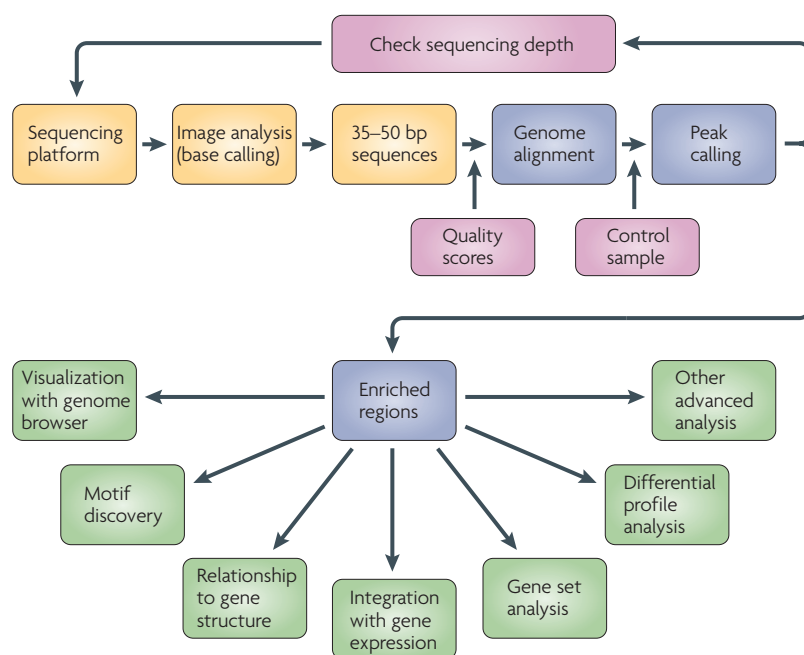 Check sequencing depth
Sequencing
platform
Image analysis
(base calling)
35–50 bp
sequences
Genome
alignment
Peak
calling
Quality
scores
Control
sample
Visualization
with genome
browser
Enriched
regions
Other
advanced
analysis
Motif
discovery
Differential
profile
analysis
Relationship
to gene
structure
Integration
with gene
expression
Gene set
analysis